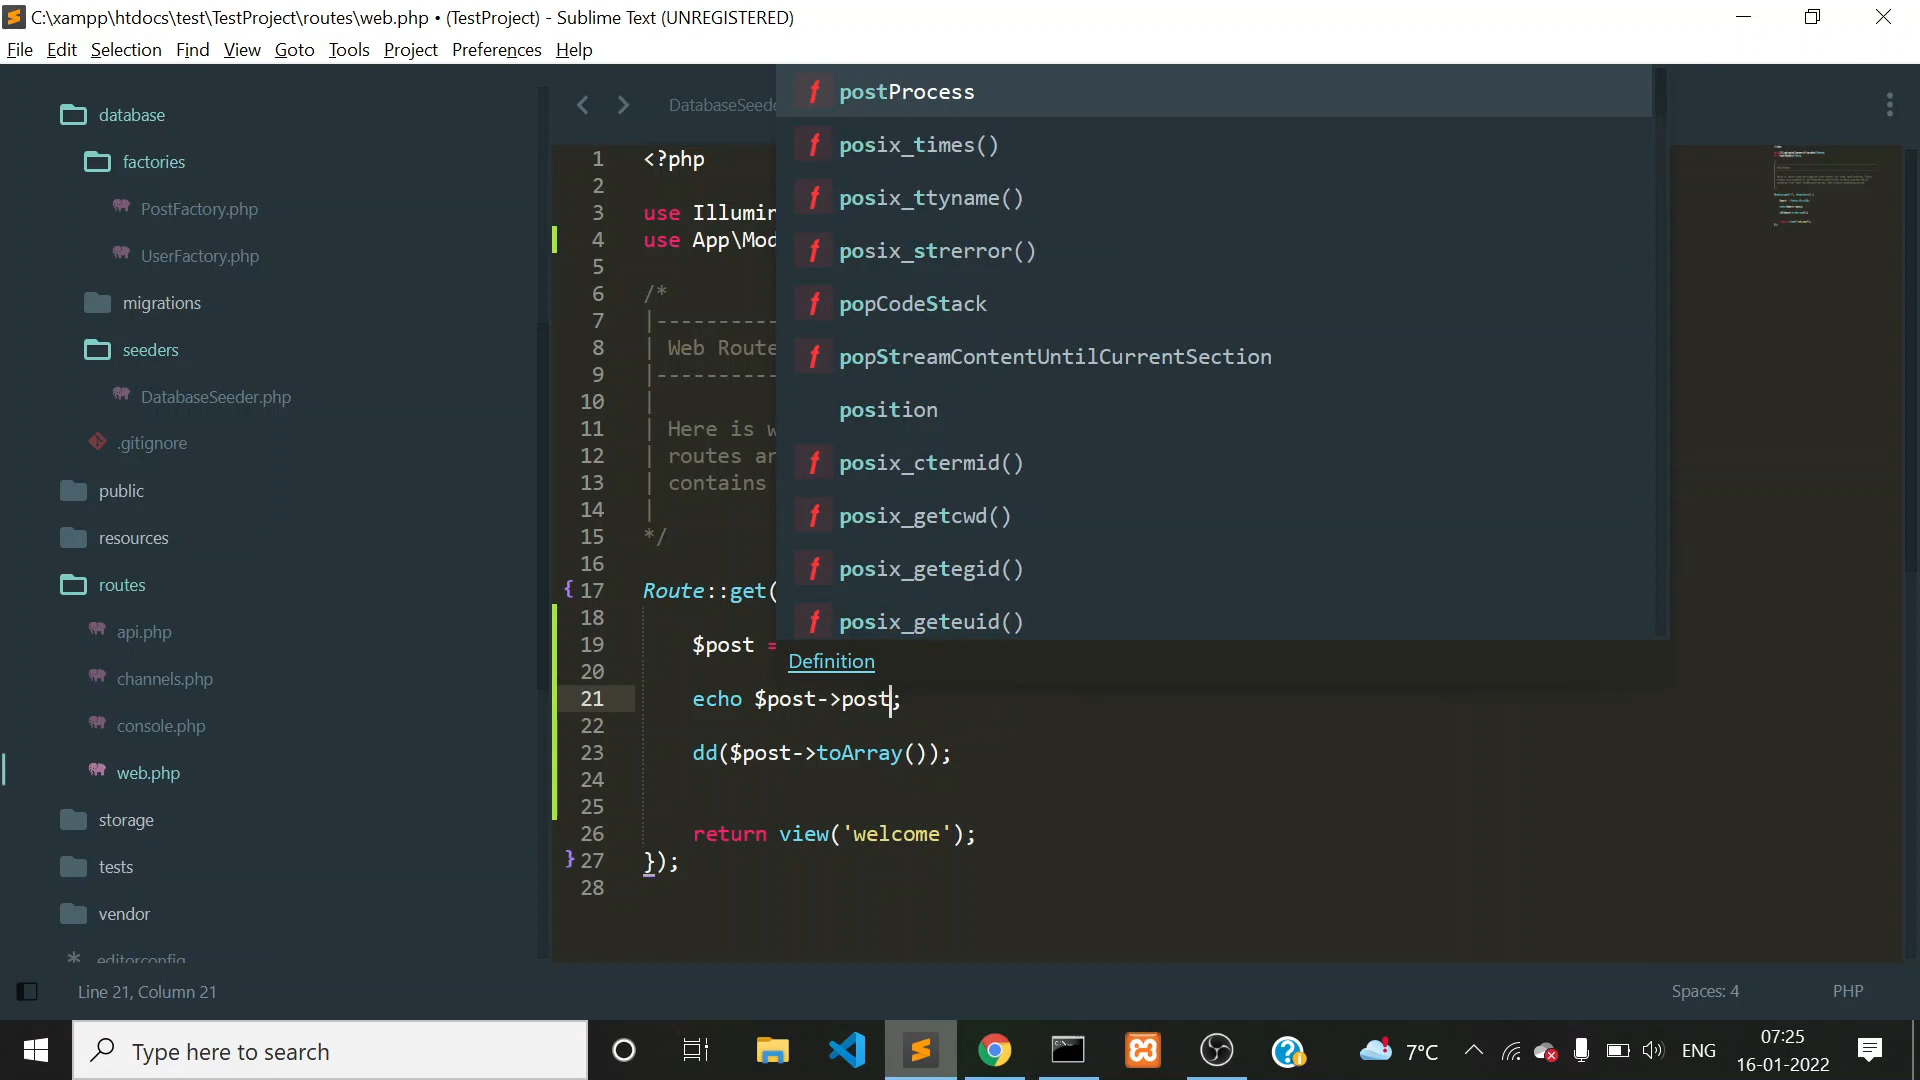 C:\xampp\htdocs\test\TestProject\routes\web.php • (TestProject) - Sublime Text (UNREGISTERED)
File Edit Selection Find View Goto Tools Project Preferences Help
database
factories
PostFactory.php
UserFactory.php
migrations
seeders
DatabaseSeeder.php
.gitignore
public
resources
routes
api.php
channels.php
console.php
web.php
storage
tests
vendor
.editorconfig
DatabaseSeede
1 <?php
2
3 use Illumin
4 use App\Mod
5
6 /*
7 |-----------
8 | Web Route
9 |-----------
10 |
11 | Here is w
12 | routes ar
13 | contains
14 |
15 */
16
{ 17 Route::get(
18
19 $post =
20
21 echo $post->post;
22
23 dd($post->toArray());
24
25
26 return view('welcome');
} 27 });
28
f postProcess
f posix_times()
f posix_ttyname()
f posix_strerror()
f popCodeStack
f popStreamContentUntilCurrentSection
position
f posix_ctermid()
f posix_getcwd()
f posix_getegid()
f posix_geteuid()
Definition
Line 21, Column 21
Spaces: 4
PHP
Type here to search
7°C
ENG
07:25
16-01-2022